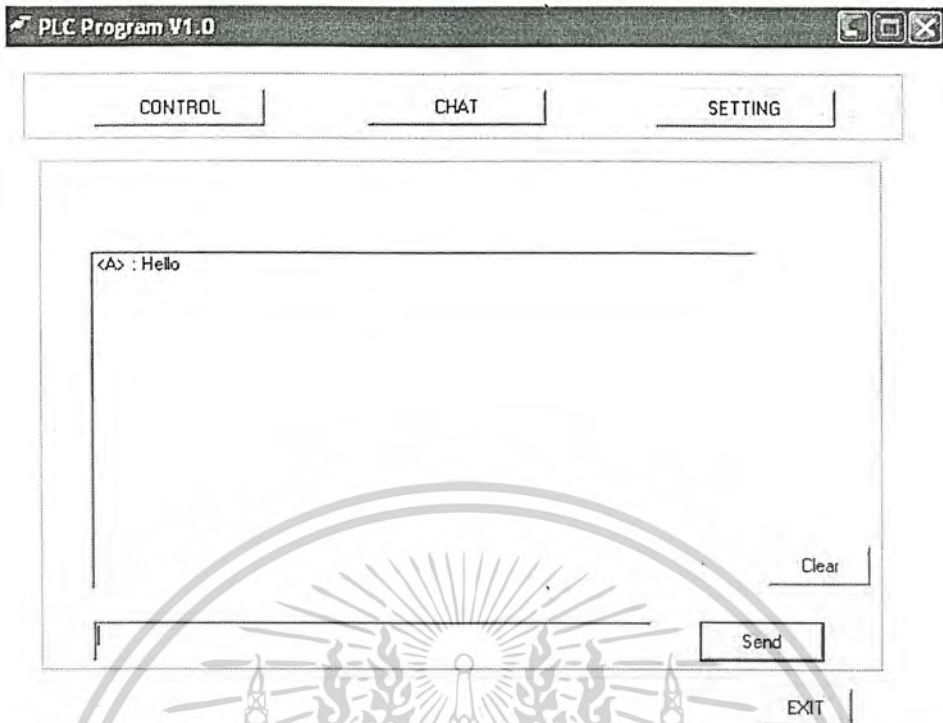 PLC Program V1.0
CONTROL CHAT SETTING
<A> : Hello
Clear
Send
EXIT